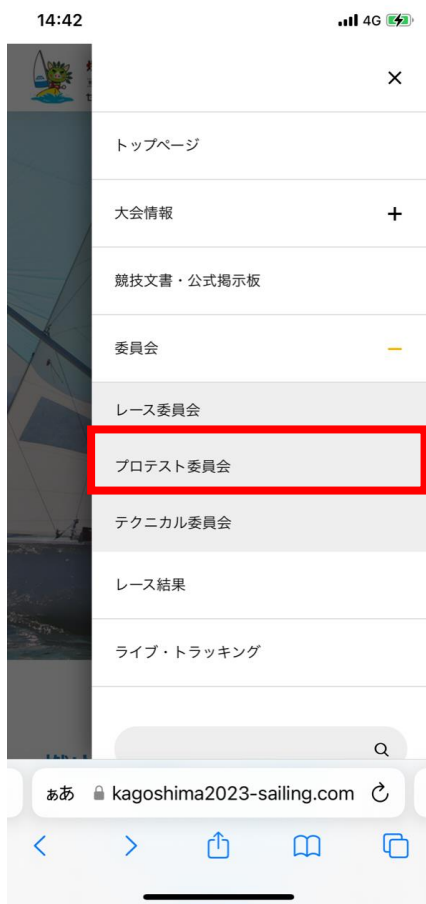 14:42
4G
トップページ
大会情報
競技文書・公式掲示板
委員会
レース委員会
プロテスト委員会
テクニカル委員会
レース結果
ライブ・トラッキング
ぁあ kagoshima2023-sailing.com